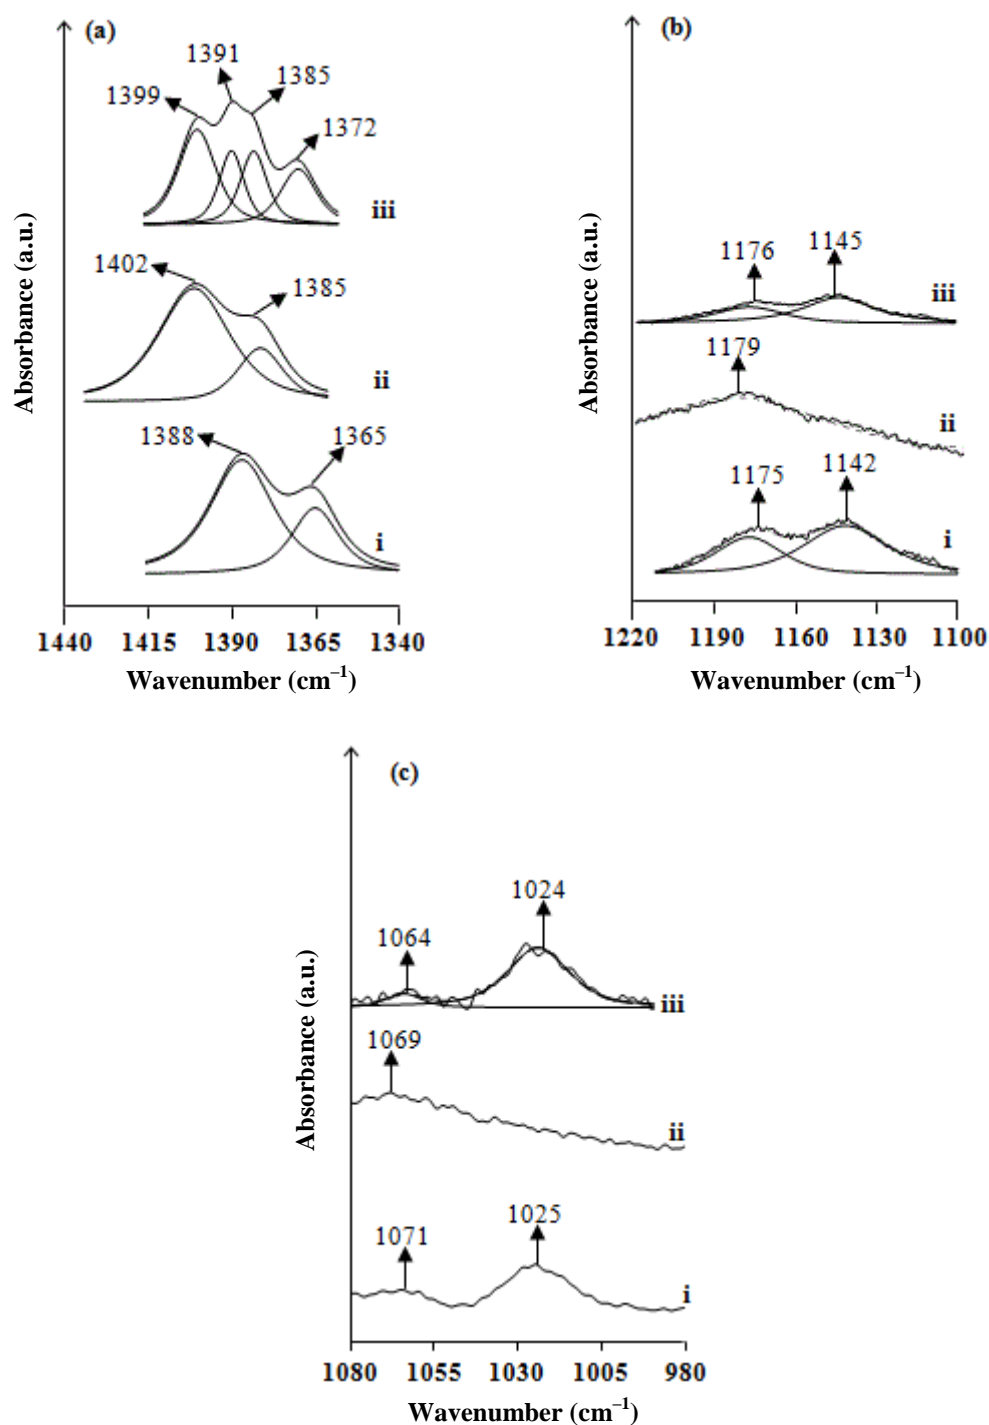 (a)
1391
1385
1399
1372
iii
1402
1385
ii
1388
1365
i
Absorbance (a.u.)
1440 1415 1390 1365 1340
Wavenumber (cm⁻¹)
(b)
1176 1145
iii
1179
ii
1175 1142
i
Absorbance (a.u.)
1220 1190 1160 1130 1100
Wavenumber (cm⁻¹)
(c)
1024
1064
iii
1069
ii
1071 1025
i
Absorbance (a.u.)
1080 1055 1030 1005 980
Wavenumber (cm⁻¹)